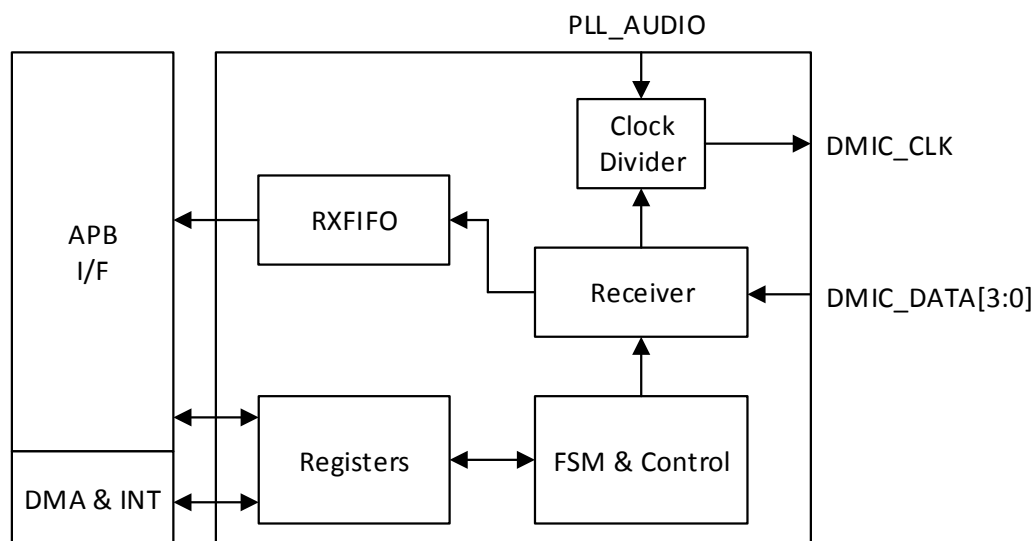 PLL_AUDIO
Clock
Divider
DMIC_CLK
APB
I/F
RXFIFO
Receiver
DMIC_DATA[3:0]
Registers
FSM & Control
DMA & INT